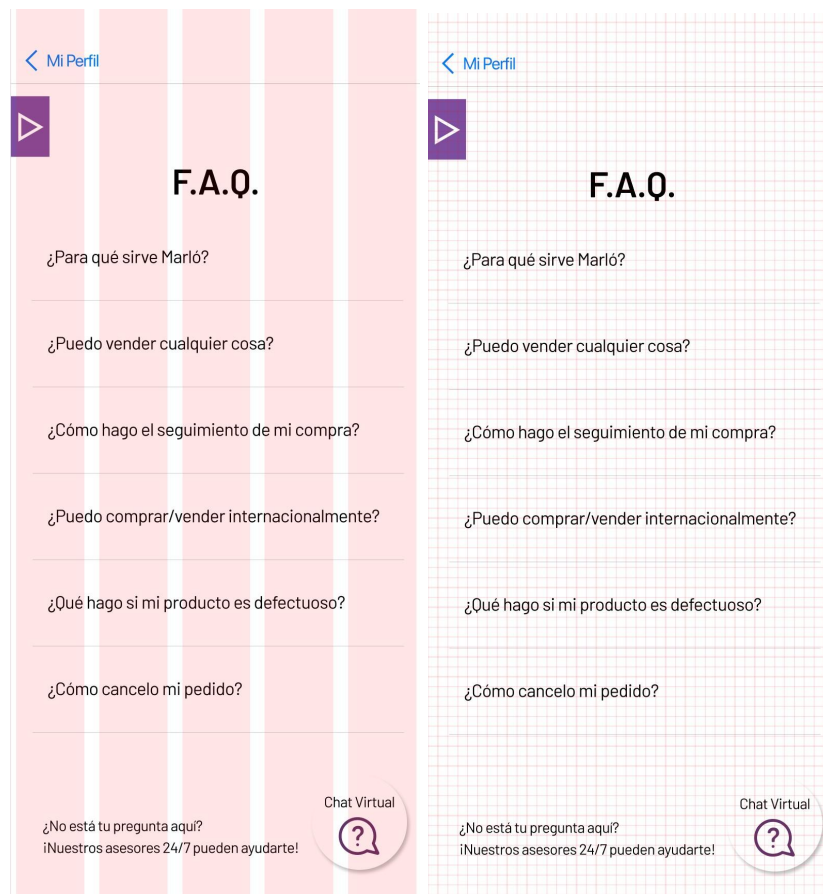 Mi Perfil
F.A.Q.
¿Para qué sirve Marló?
¿Puedo vender cualquier cosa?
¿Cómo hago el seguimiento de mi compra?
¿Puedo comprar/vender internacionalmente?
¿Qué hago si mi producto es defectuoso?
¿Cómo cancelo mi pedido?
Chat Virtual
¿No está tu pregunta aquí?
¡Nuestros asesores 24/7 pueden ayudarte!
Mi Perfil
F.A.Q.
¿Para qué sirve Marló?
¿Puedo vender cualquier cosa?
¿Cómo hago el seguimiento de mi compra?
¿Puedo comprar/vender internacionalmente?
¿Qué hago si mi producto es defectuoso?
¿Cómo cancelo mi pedido?
Chat Virtual
¿No está tu pregunta aquí?
¡Nuestros asesores 24/7 pueden ayudarte!